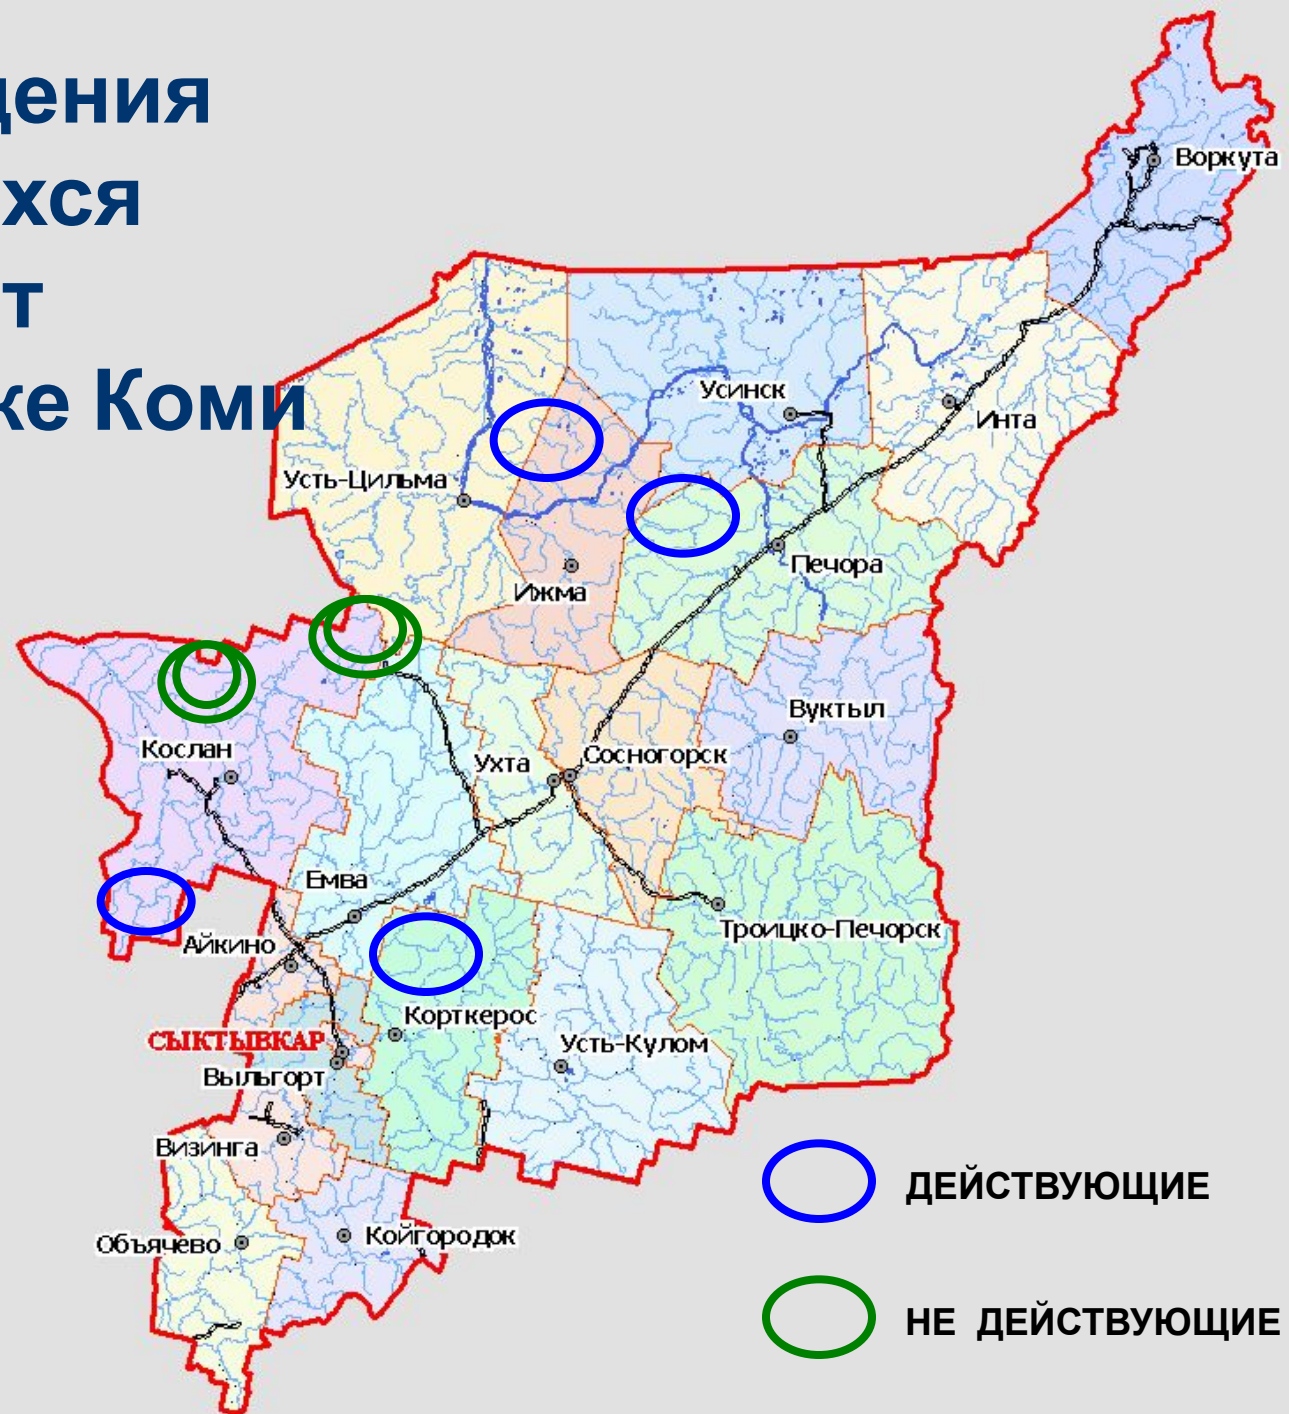 дения
хся
т
ке Коми
Воркута
Усинск
Инта
Усть-Цильма
Печора
Ижма
Вуктыл
Кослан
Ухта
Сосногорск
Емва
Троицко-Печорск
Айкино
Корткерос
СЫКТЫВКАР
Усть-Кулом
Выльгорт
Визинга
ДЕЙСТВУЮЩИЕ
Объячево
Койгородок
НЕ ДЕЙСТВУЮЩИЕ